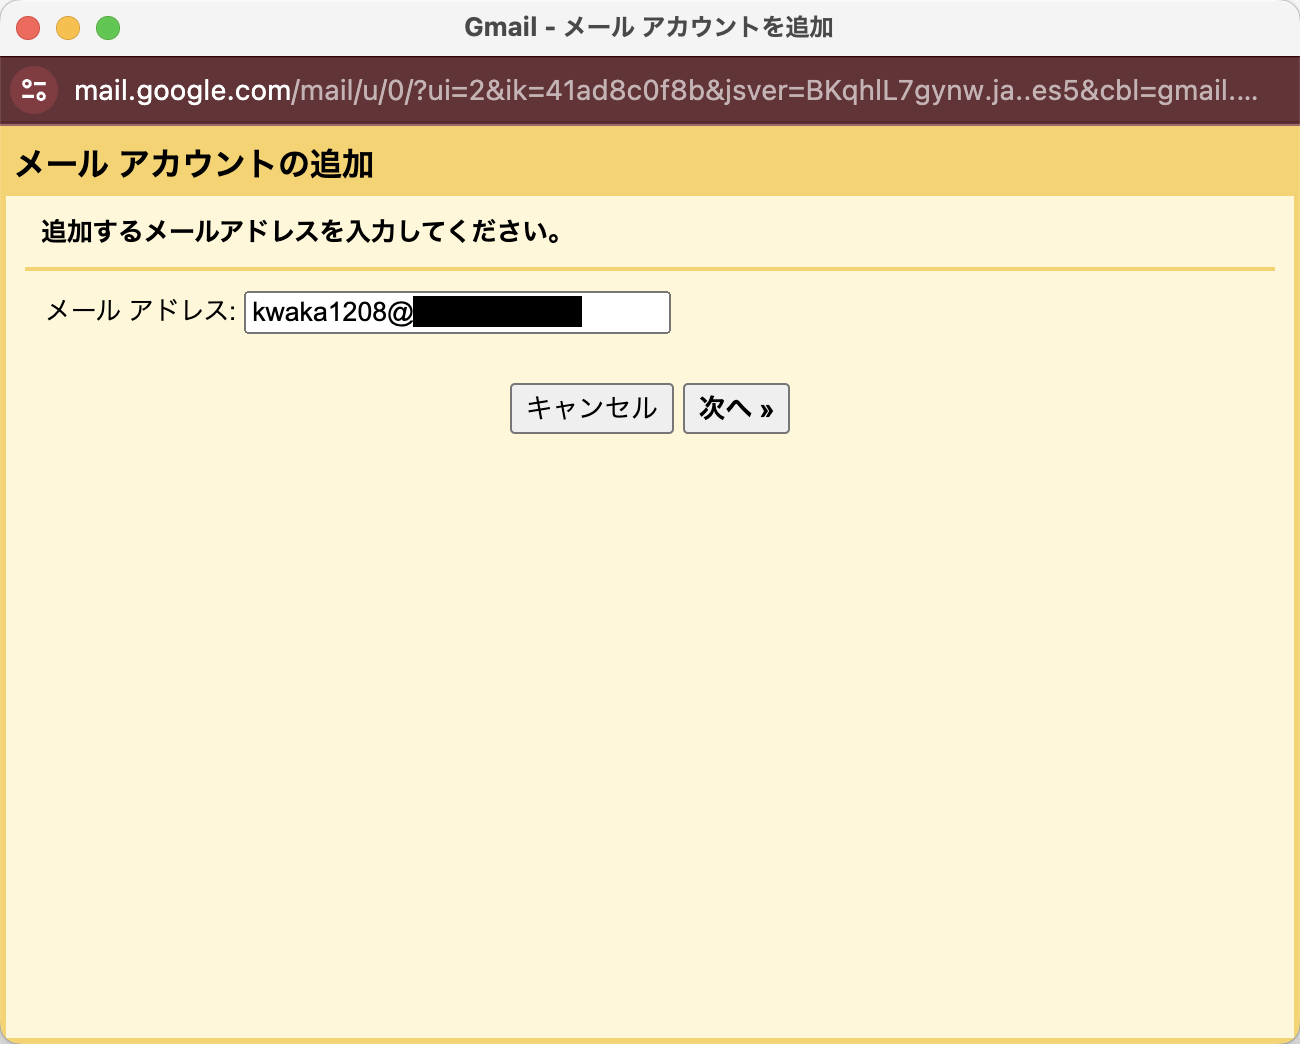 Gmail - メール アカウントを追加
mail.google.com/mail/u/0/?ui=2&ik=41ad8c0f8b&jsver=BKqhlL7gynw.ja..es5&cbl=gmail....
メール アカウントの追加
追加するメールアドレスを入力してください。
メール アドレス: kwaka1208@
キャンセル 次へ »